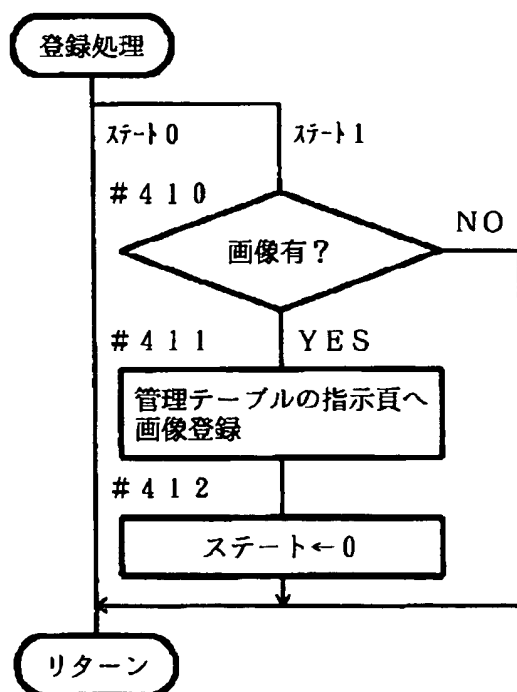 登録処理
ｽﾃｰﾄ0 ｽﾃｰﾄ1
#410
画像有？
NO
#411 YES
管理テーブルの指示頁へ
画像登録
#412
ステート←0
リターン